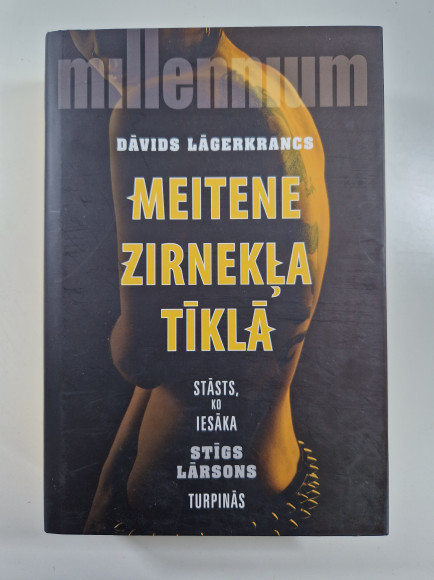 millennium
DĀVIDS LĀGERKRANCS
MEITENE
ZIRNEKĻA
TĪKLĀ
STĀSTS,
KO
IESĀKA
STĪGS
LĀRSONS
TURPINĀS